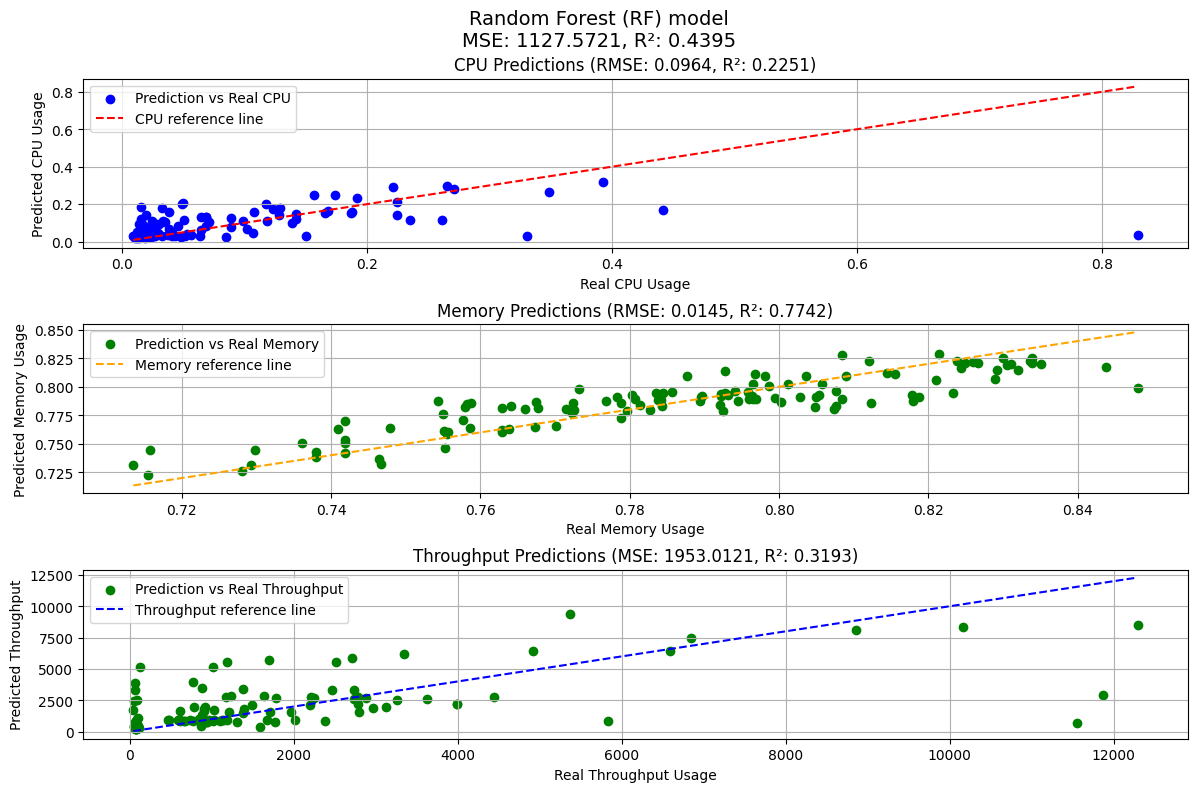 Random Forest (RF) model
MSE: 1127.5721, R²: 0.4395
CPU Predictions (RMSE: 0.0964, R²: 0.2251)
Prediction vs Real CPU
CPU reference line
Predicted CPU Usage
0.8
0.6
0.4
0.2
0.0
0.0 0.2 0.4 0.6 0.8
Real CPU Usage
Memory Predictions (RMSE: 0.0145, R²: 0.7742)
Prediction vs Real Memory
Memory reference line
Predicted Memory Usage
0.850
0.825
0.800
0.775
0.750
0.725
0.72 0.74 0.76 0.78 0.80 0.82 0.84
Real Memory Usage
Throughput Predictions (MSE: 1953.0121, R²: 0.3193)
Prediction vs Real Throughput
Throughput reference line
Predicted Throughput
12500
10000
7500
5000
2500
0
0 2000 4000 6000 8000 10000 12000
Real Throughput Usage